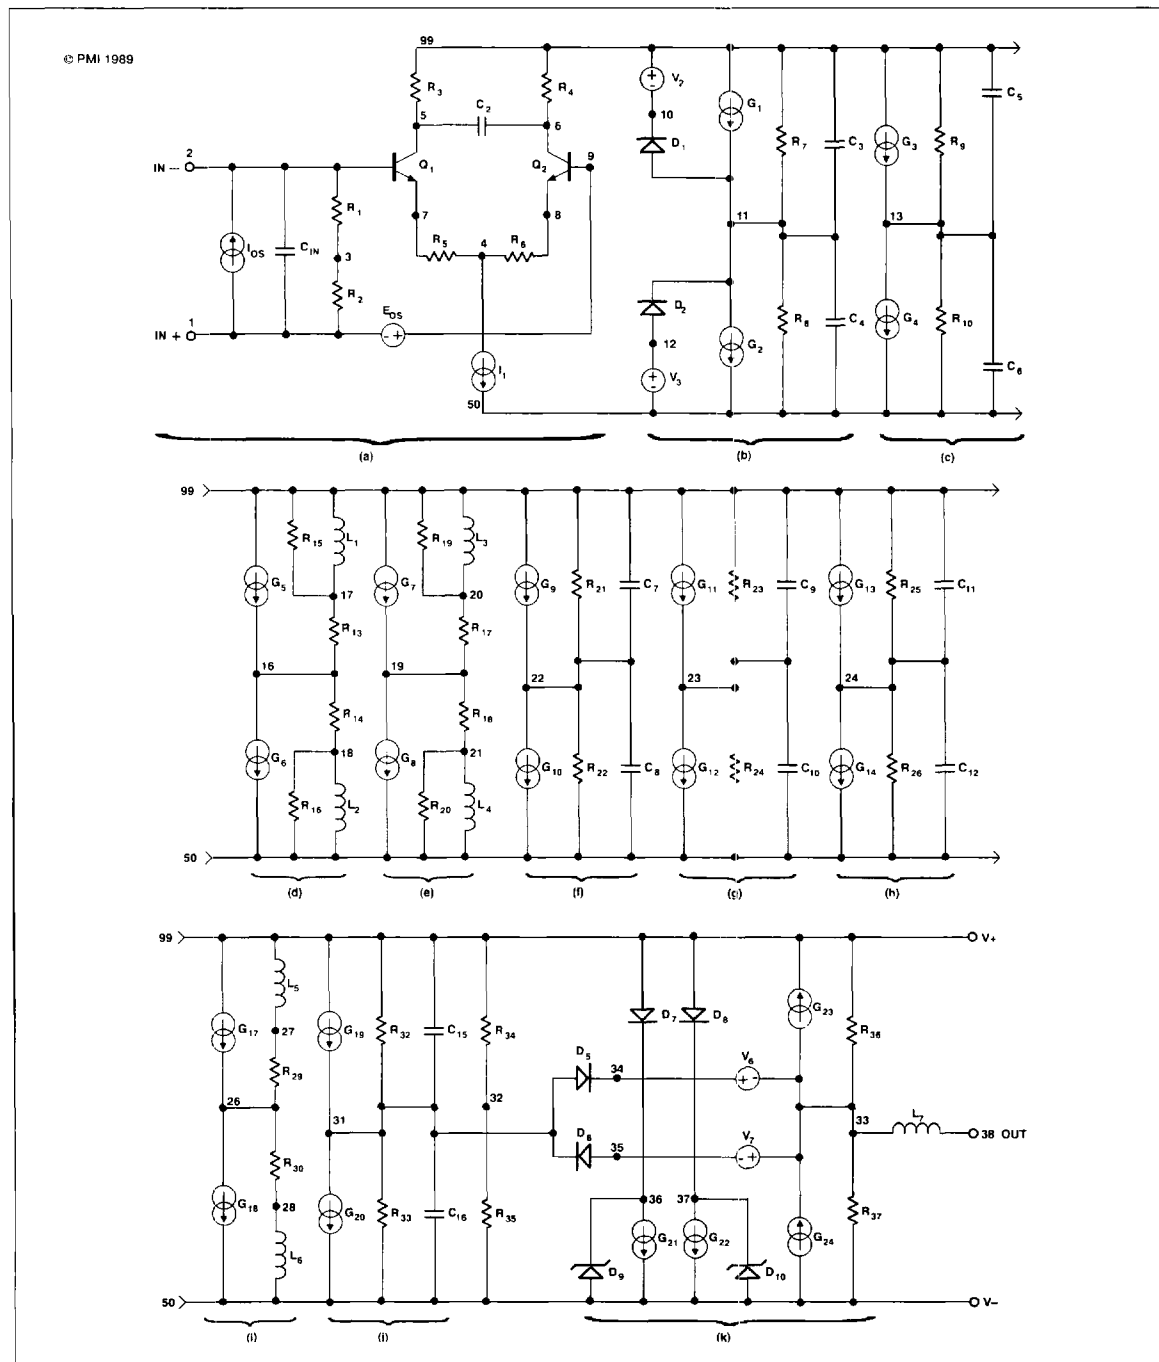 © PMI 1989
99
R3
R4
C2
5
6
V2
10
D1
G1
R7
C3
G3
R9
C5
IN − 2
Q1
Q2
9
7
8
R1
IOS
CIN
3
R2
R5
4
R6
11
13
IN + 1
EOS
I1
50
D2
12
V3
G2
R8
C4
G4
R10
C6
(a)
(b)
(c)
99
R15
L1
R19
L3
G5
17
G7
20
G9
R21
C7
G11
R23
C9
G13
R25
C11
R13
R17
16
19
22
23
24
R14
R18
G6
18
G8
21
G10
R22
C8
G12
R24
C10
G14
R26
C12
R16
L2
R20
L4
50
(d)
(e)
(f)
(g)
(h)
99
V+
L5
G17
27
G19
R32
C15
R34
D7
D8
G23
R36
R29
D5
34
V6
26
31
32
33
L7
38 OUT
D6
35
V7
R30
G18
28
G20
R33
C16
R35
36
37
G21
G22
G24
R37
L6
D9
D10
50
V−
(i)
(j)
(k)